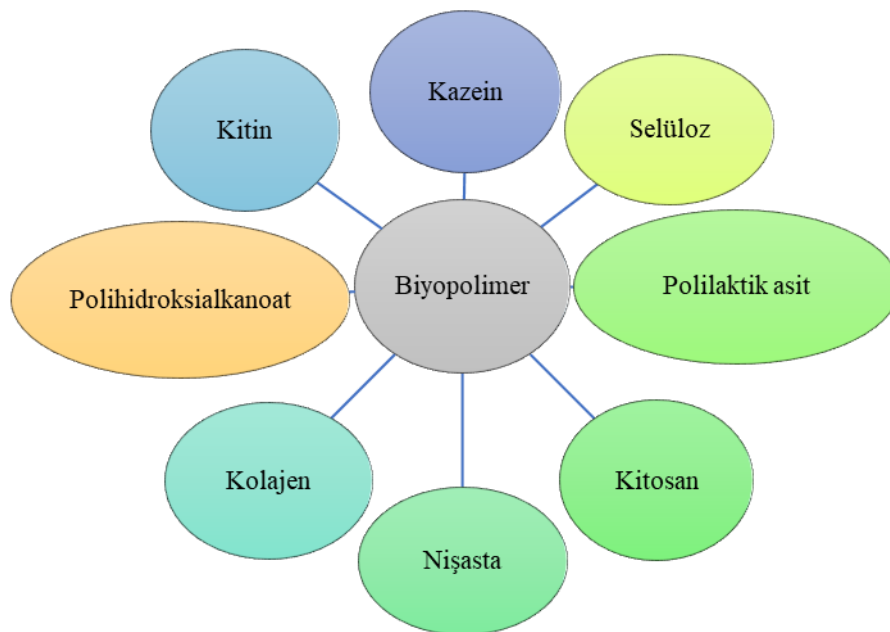 Kazein
Kitin
Selüloz
Polihidroksialkanoat
Biyopolimer
Polilaktik asit
Kolajen
Kitosan
Nişasta